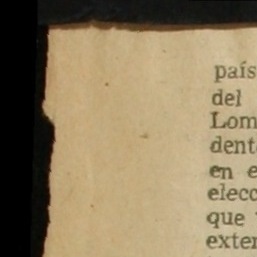 país
del
Lom
dent
en e
elecc
que
exter